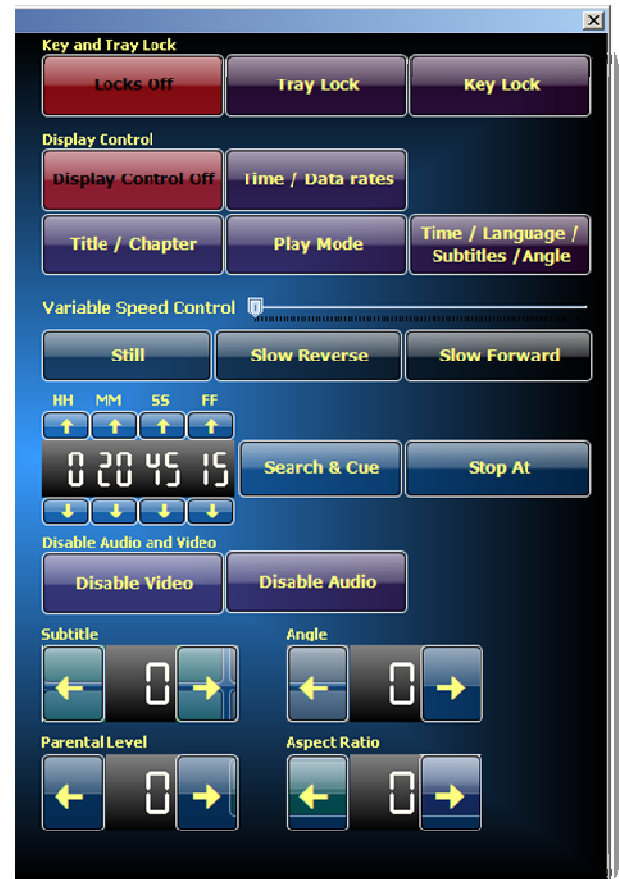 Key and Tray Lock
Locks Off
Tray Lock
Key Lock
Display Control
Display Control Off
Time / Data rates
Title / Chapter
Play Mode
Time / Language /
Subtitles /Angle
Variable Speed Control
Still
Slow Reverse
Slow Forward
HH MM SS FF
0 20 45 15
Search & Cue
Stop At
Disable Audio and Video
Disable Video
Disable Audio
Subtitle
Angle
0
0
Parental Level
Aspect Ratio
0
0